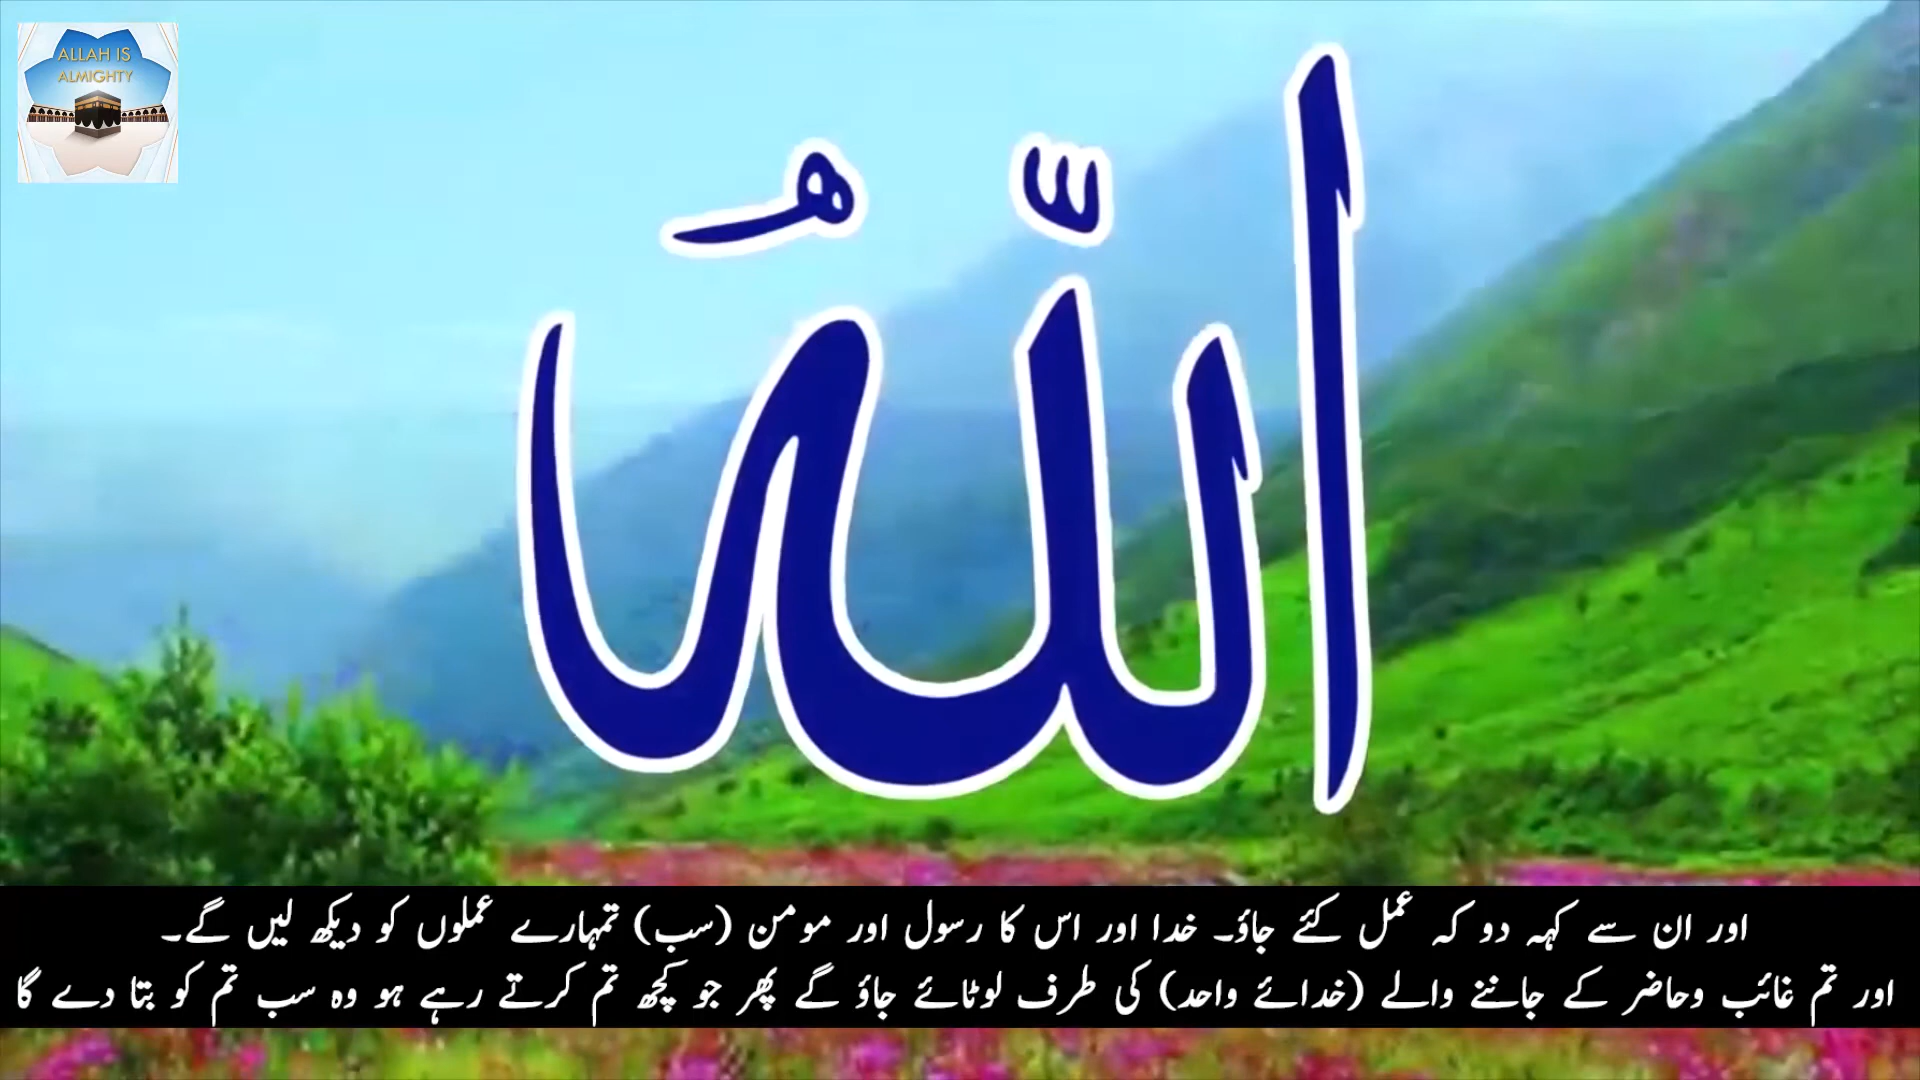 ALLAH IS
ALMIGHTY
اللهُ
اور ان سے کہہ دو کہ عمل کئے جاؤ۔ خدا اور اس کا رسول اور مومن (سب) تمہارے عملوں کو دیکھ لیں گے۔
اور تم غائب وحاضر کے جاننے والے (خدائے واحد) کی طرف لوٹائے جاؤ گے پھر جو کچھ تم کرتے رہے ہو وہ سب تم کو بتا دے گا